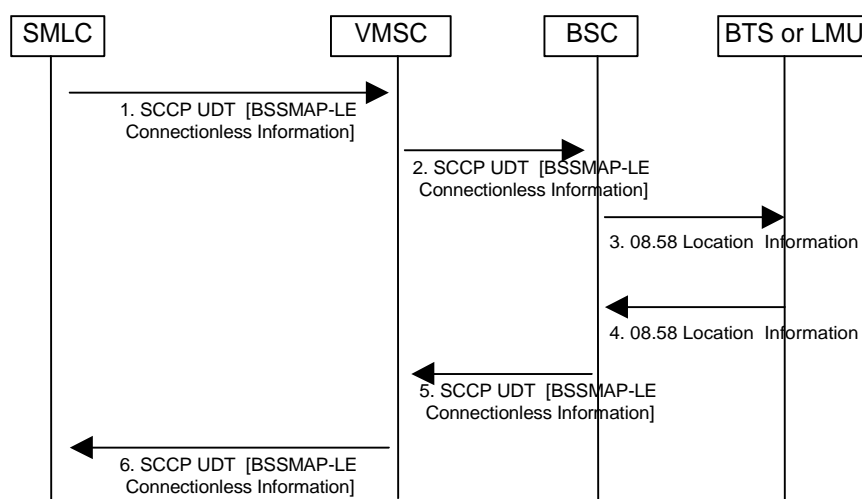 SMLC VMSC BSC BTS or LMU
1. SCCP UDT [BSSMAP-LE
Connectionless Information]
2. SCCP UDT [BSSMAP-LE
Connectionless Information]
3. 08.58 Location Information
4. 08.58 Location Information
5. SCCP UDT [BSSMAP-LE
Connectionless Information]
6. SCCP UDT [BSSMAP-LE
Connectionless Information]